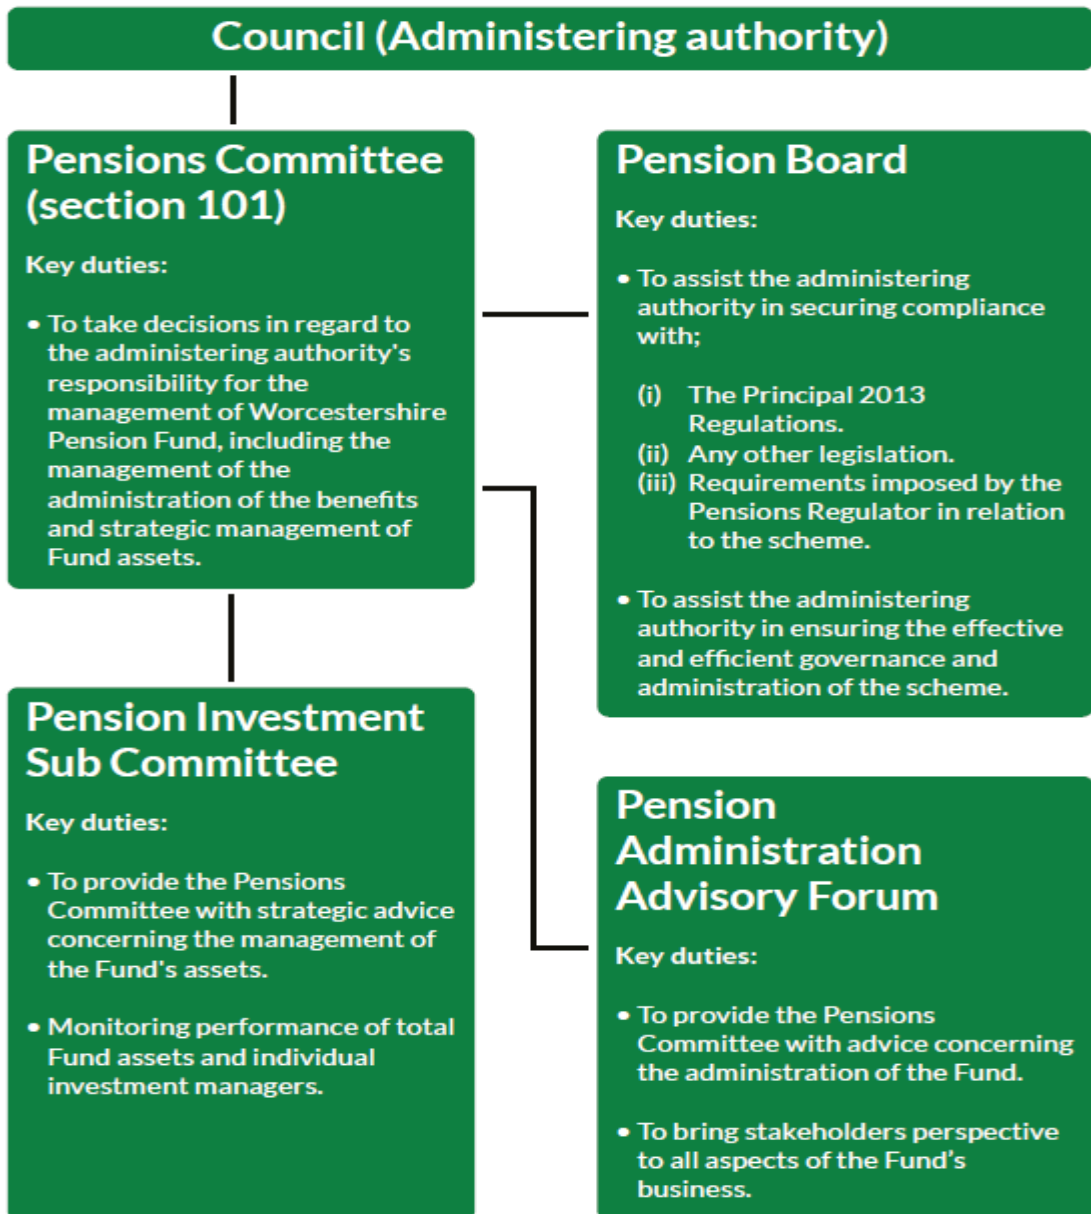 Council (Administering authority)
Pensions Committee
(section 101)
Key duties:
• To take decisions in regard to
the administering authority's
responsibility for the
management of Worcestershire
Pension Fund, including the
management of the
administration of the benefits
and strategic management of
Fund assets.
Pension Board
Key duties:
• To assist the administering
authority in securing compliance
with;
(i) The Principal 2013
Regulations.
(ii) Any other legislation.
(iii) Requirements imposed by the
Pensions Regulator in relation
to the scheme.
• To assist the administering
authority in ensuring the effective
and efficient governance and
administration of the scheme.
Pension Investment
Sub Committee
Key duties:
• To provide the Pensions
Committee with strategic advice
concerning the management of
the Fund's assets.
• Monitoring performance of total
Fund assets and individual
investment managers.
Pension
Administration
Advisory Forum
Key duties:
• To provide the Pensions
Committee with advice concerning
the administration of the Fund.
• To bring stakeholders perspective
to all aspects of the Fund’s
business.